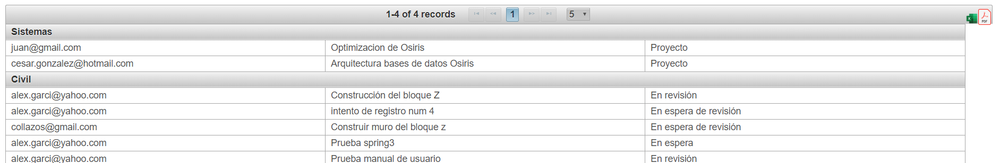 1-4 of 4 records 1 5
PDF
Sistemas
juan@gmail.com Optimizacion de Osiris Proyecto
cesar.gonzalez@hotmail.com Arquitectura bases de datos Osiris Proyecto
Civil
alex.garci@yahoo.com Construcción del bloque Z En revisión
alex.garci@yahoo.com intento de registro num 4 En espera de revisión
collazos@gmail.com Construir muro del bloque z En espera de revisión
alex.garci@yahoo.com Prueba spring3 En espera
alex.garci@yahoo.com Prueba manual de usuario En revisión